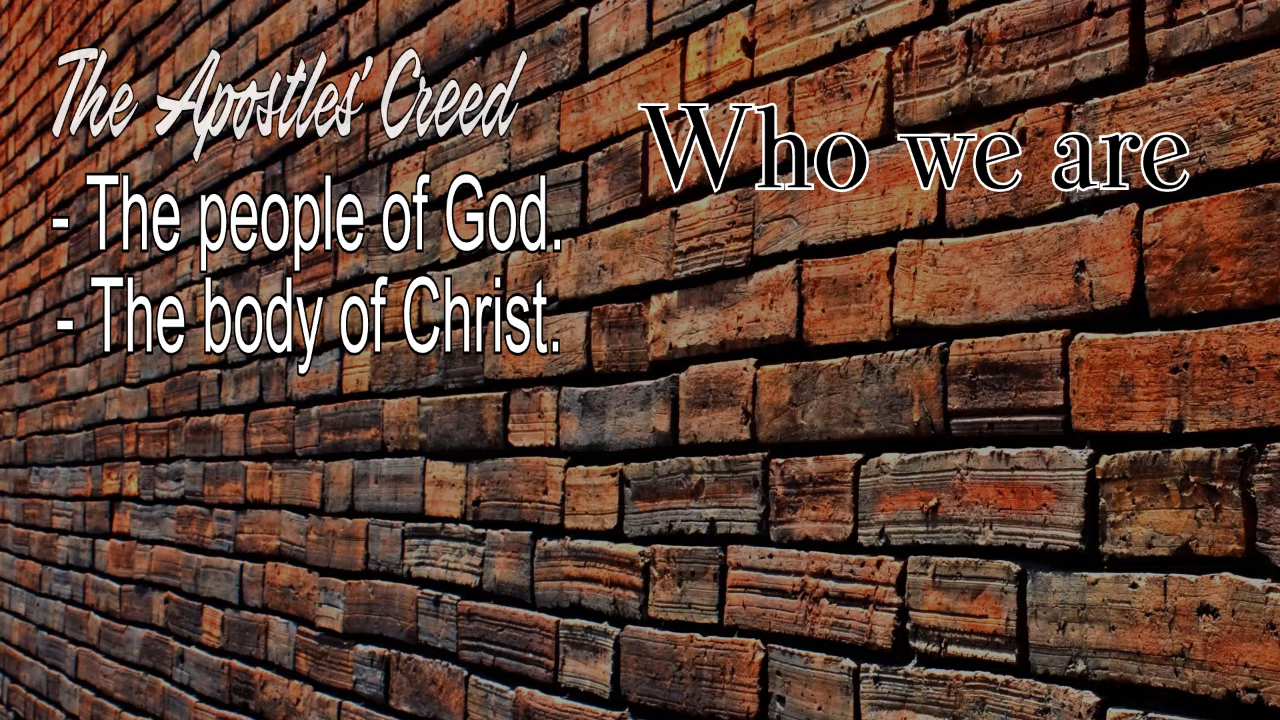 The Apostles' Creed
- The people of God.
- The body of Christ.
Who we are